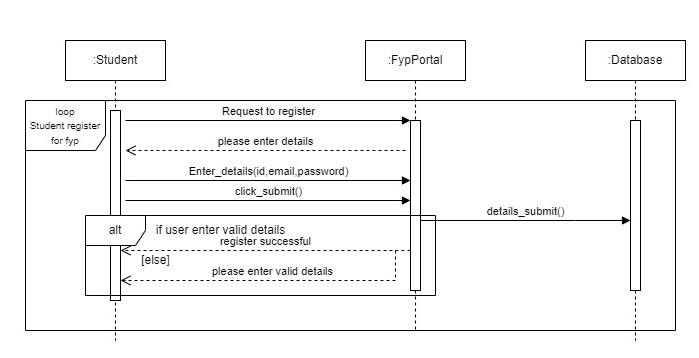 :Student
:FypPortal
:Database
loop
Student register
for fyp
Request to register
please enter details
Enter_details(id,email,password)
click_submit()
details_submit()
alt
if user enter valid details
register successful
[else]
please enter valid details